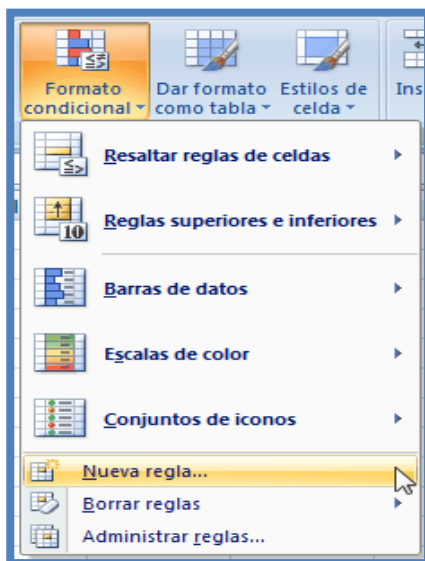 Formato condicional
Dar formato como tabla
Estilos de celda
Ins
Resaltar reglas de celdas
Reglas superiores e inferiores
10
Barras de datos
Escalas de color
Conjuntos de iconos
Nueva regla...
Borrar reglas
Administrar reglas...